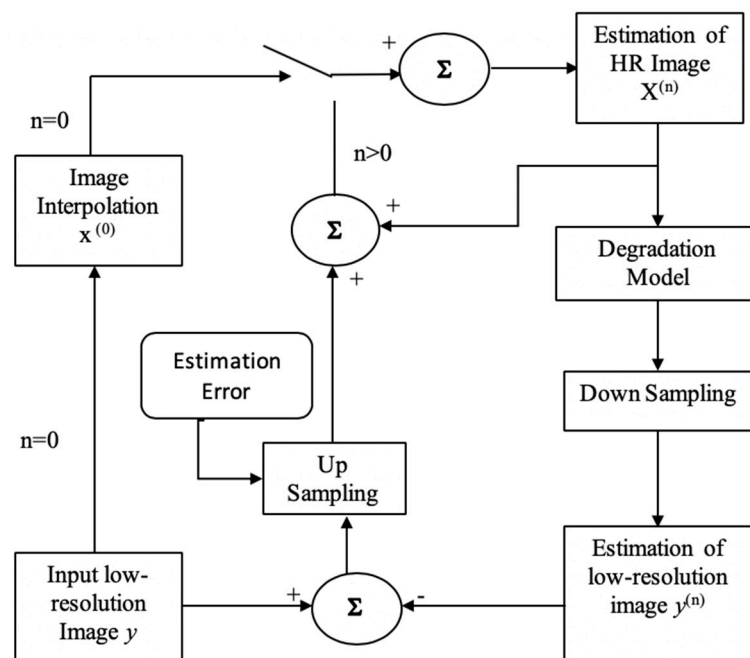 Estimation of
HR Image
X(n)
+
Σ
n=0
n>0
Image
Interpolation
x (0)
+
Σ
+
Degradation
Model
Estimation
Error
Down Sampling
n=0
Up
Sampling
Input low-
resolution
Image y
+
Σ
-
Estimation of
low-resolution
image y(n)